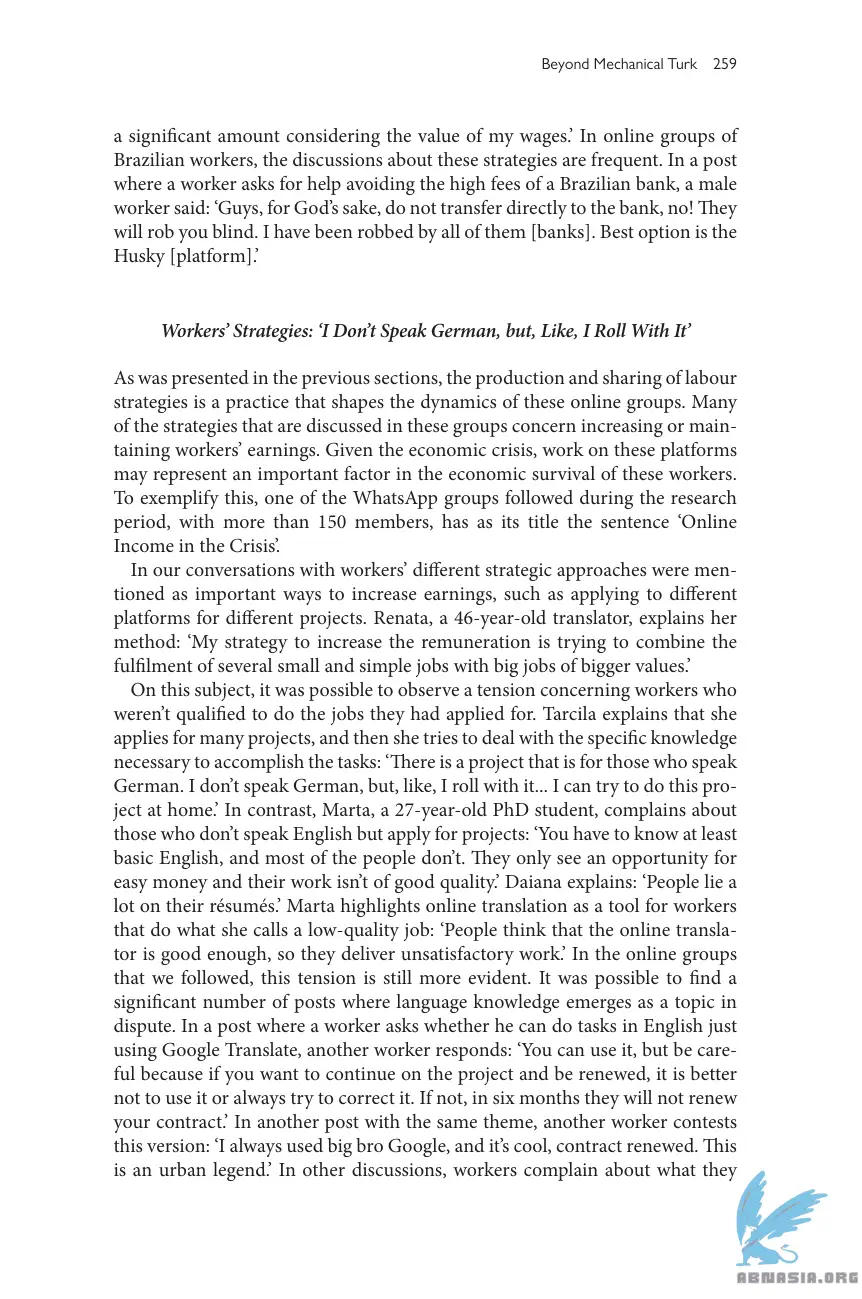 Beyond Mechanical Turk 259
a significant amount considering the value of my wages.’ In online groups of
Brazilian workers, the discussions about these strategies are frequent. In a post
where a worker asks for help avoiding the high fees of a Brazilian bank, a male
worker said: ‘Guys, for God’s sake, do not transfer directly to the bank, no! They
will rob you blind. I have been robbed by all of them [banks]. Best option is the
Husky [platform].’
Workers’ Strategies: ‘I Don’t Speak German, but, Like, I Roll With It’
As was presented in the previous sections, the production and sharing of labour
strategies is a practice that shapes the dynamics of these online groups. Many
of the strategies that are discussed in these groups concern increasing or main-
taining workers’ earnings. Given the economic crisis, work on these platforms
may represent an important factor in the economic survival of these workers.
To exemplify this, one of the WhatsApp groups followed during the research
period, with more than 150 members, has as its title the sentence ‘Online
Income in the Crisis’.
In our conversations with workers’ different strategic approaches were men-
tioned as important ways to increase earnings, such as applying to different
platforms for different projects. Renata, a 46-year-old translator, explains her
method: ‘My strategy to increase the remuneration is trying to combine the
fulfilment of several small and simple jobs with big jobs of bigger values.’
On this subject, it was possible to observe a tension concerning workers who
weren’t qualified to do the jobs they had applied for. Tarcila explains that she
applies for many projects, and then she tries to deal with the specific knowledge
necessary to accomplish the tasks: ‘There is a project that is for those who speak
German. I don’t speak German, but, like, I roll with it... I can try to do this pro-
ject at home.’ In contrast, Marta, a 27-year-old PhD student, complains about
those who don’t speak English but apply for projects: ‘You have to know at least
basic English, and most of the people don’t. They only see an opportunity for
easy money and their work isn’t of good quality.’ Daiana explains: ‘People lie a
lot on their résumés.’ Marta highlights online translation as a tool for workers
that do what she calls a low-quality job: ‘People think that the online transla-
tor is good enough, so they deliver unsatisfactory work.’ In the online groups
that we followed, this tension is still more evident. It was possible to find a
significant number of posts where language knowledge emerges as a topic in
dispute. In a post where a worker asks whether he can do tasks in English just
using Google Translate, another worker responds: ‘You can use it, but be care-
ful because if you want to continue on the project and be renewed, it is better
not to use it or always try to correct it. If not, in six months they will not renew
your contract.’ In another post with the same theme, another worker contests
this version: ‘I always used big bro Google, and it’s cool, contract renewed. This
is an urban legend.’ In other discussions, workers complain about what they
ABNASIA.ORG